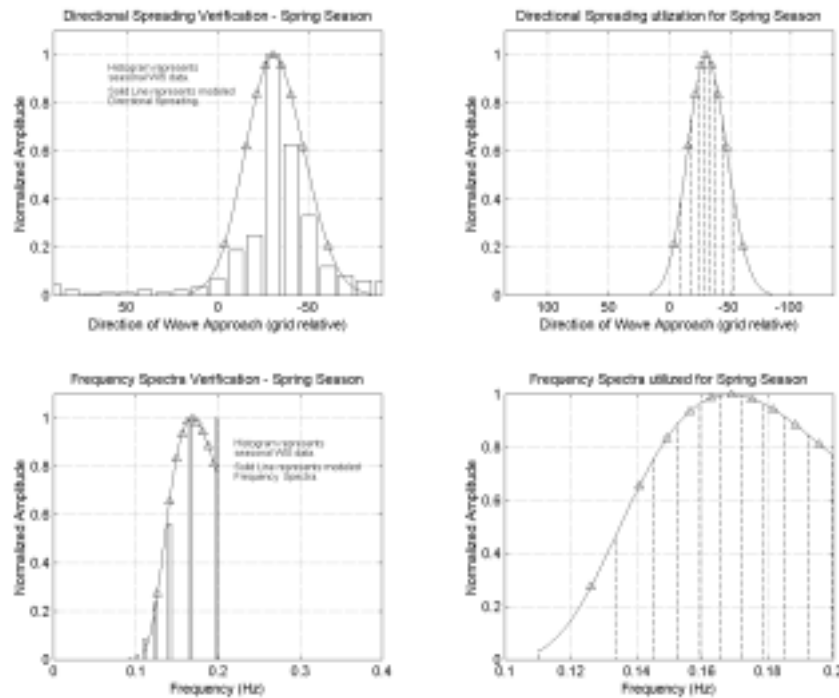 Directional Spreading Verification - Spring Season
Normalized Amplitude
1
0.8
0.6
0.4
0.2
0
Histogram represents
seasonal WIS data
Solid Line represents modeled
Directional Spreading
50
0
-50
Direction of Wave Approach (grid relative)
Directional Spreading utilization for Spring Season
Normalized Amplitude
1
0.8
0.6
0.4
0.2
0
100
50
0
-50
-100
Direction of Wave Approach (grid relative)
Frequency Spectra Verification - Spring Season
Normalized Amplitude
1
0.8
0.6
0.4
0.2
0
Histogram represents
seasonal WIS data
Solid Line represents modeled
Frequency Spectra
0
0.1
0.2
0.3
0.4
Frequency (Hz)
Frequency Spectra utilized for Spring Season
Normalized Amplitude
1
0.8
0.6
0.4
0.2
0
0.1
0.12
0.14
0.16
0.18
Frequency (Hz)